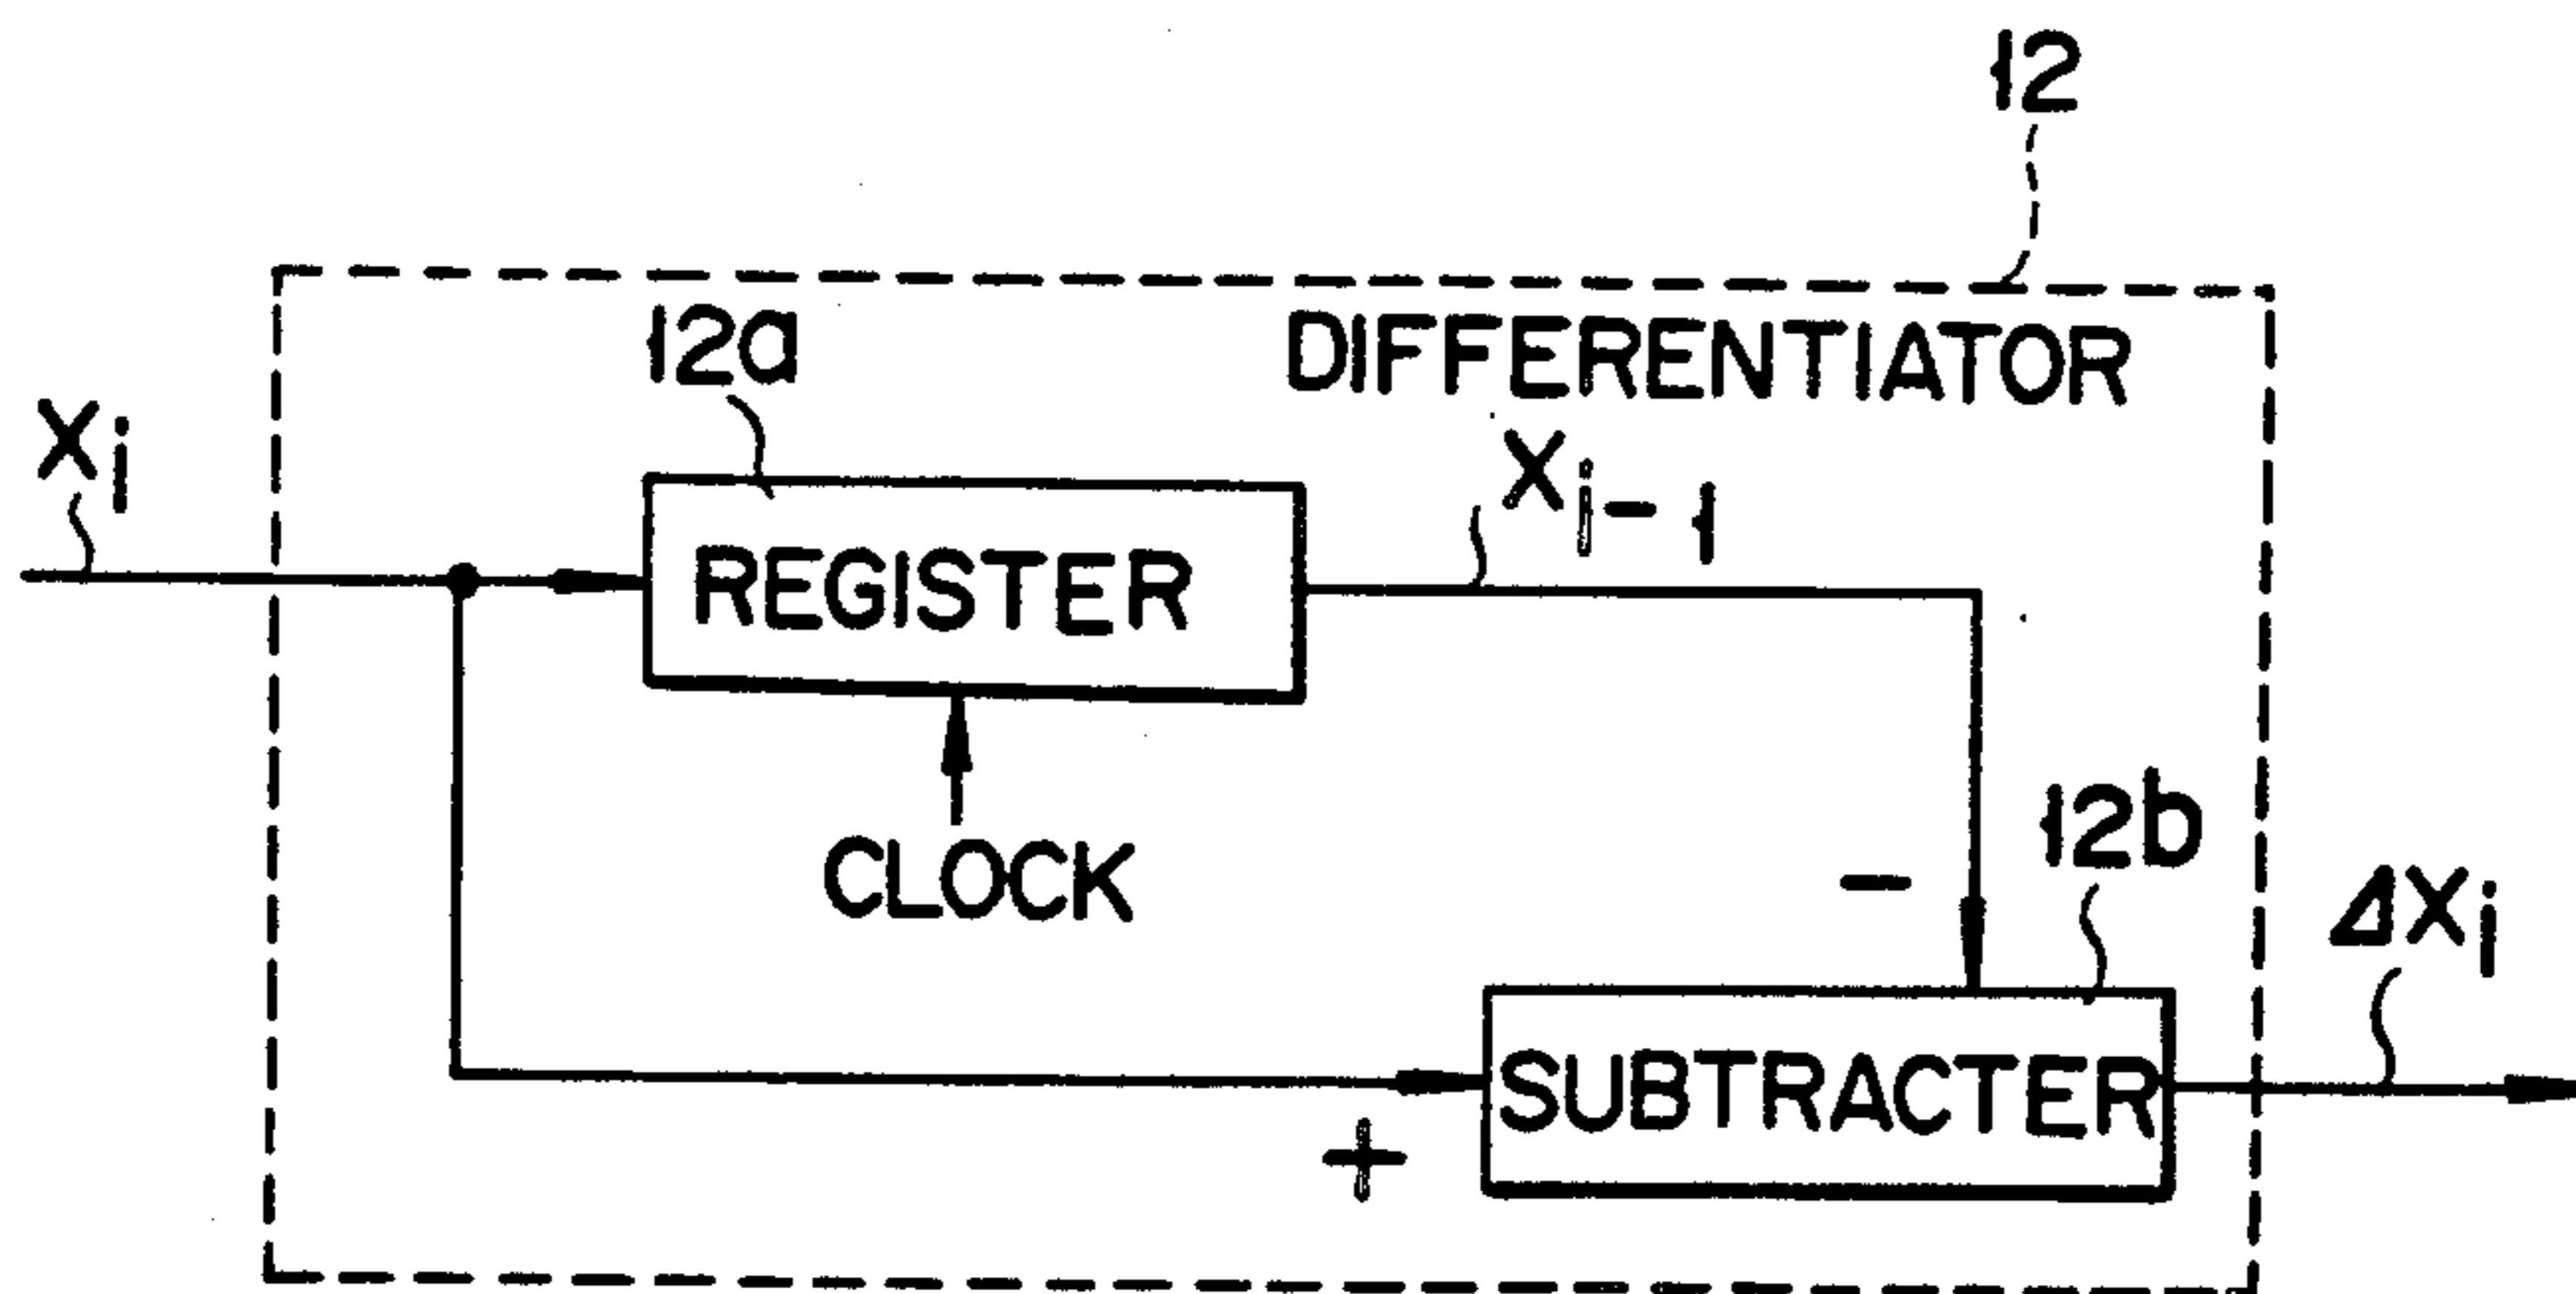 12
DIFFERENTIATOR
12a
Xi
Xi-1
REGISTER
CLOCK
12b
-
ΔXi
SUBTRACTER
+